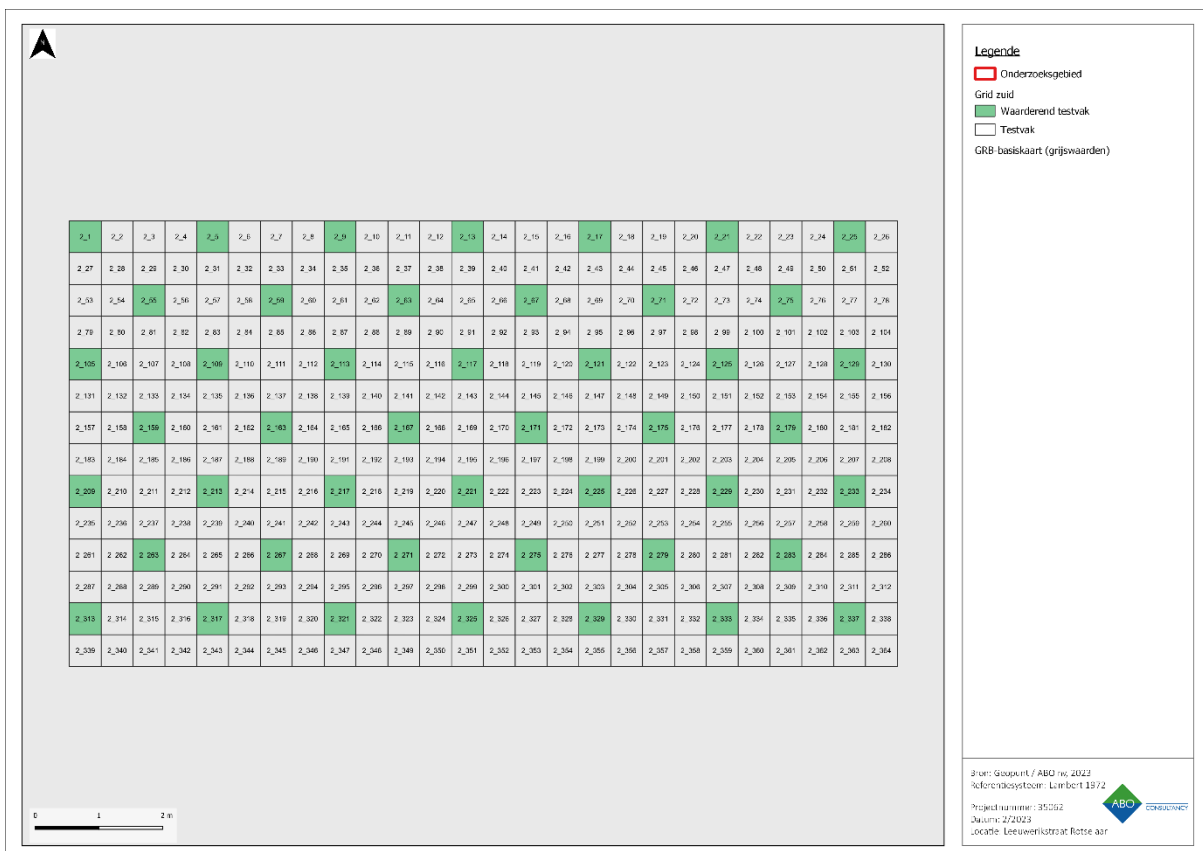 Legende
Onderzoeksgebied
Grid zuid
Waarderend testvak
Testvak
GRB-basiskaart (grijswaarden)
2_1 2_2 2_3 2_4 2_5 2_6 2_7 2_8 2_9 2_10 2_11 2_12 2_13 2_14 2_15 2_16 2_17 2_18 2_19 2_20 2_21 2_22 2_23 2_24 2_25 2_26
2_27 2_28 2_29 2_30 2_31 2_32 2_33 2_34 2_35 2_36 2_37 2_38 2_39 2_40 2_41 2_42 2_43 2_44 2_45 2_46 2_47 2_48 2_49 2_50 2_51 2_52
2_53 2_54 2_55 2_56 2_57 2_58 2_59 2_60 2_61 2_62 2_63 2_64 2_65 2_66 2_67 2_68 2_69 2_70 2_71 2_72 2_73 2_74 2_75 2_76 2_77 2_78
2_79 2_80 2_81 2_82 2_83 2_84 2_85 2_86 2_87 2_88 2_89 2_90 2_91 2_92 2_93 2_94 2_95 2_96 2_97 2_98 2_99 2_100 2_101 2_102 2_103 2_104
2_105 2_106 2_107 2_108 2_109 2_110 2_111 2_112 2_113 2_114 2_115 2_116 2_117 2_118 2_119 2_120 2_121 2_122 2_123 2_124 2_125 2_126 2_127 2_128 2_129 2_130
2_131 2_132 2_133 2_134 2_135 2_136 2_137 2_138 2_139 2_140 2_141 2_142 2_143 2_144 2_145 2_146 2_147 2_148 2_149 2_150 2_151 2_152 2_153 2_154 2_155 2_156
2_157 2_158 2_159 2_160 2_161 2_162 2_163 2_164 2_165 2_166 2_167 2_168 2_169 2_170 2_171 2_172 2_173 2_174 2_175 2_176 2_177 2_178 2_179 2_180 2_181 2_182
2_183 2_184 2_185 2_186 2_187 2_188 2_189 2_190 2_191 2_192 2_193 2_194 2_195 2_196 2_197 2_198 2_199 2_200 2_201 2_202 2_203 2_204 2_205 2_206 2_207 2_208
2_209 2_210 2_211 2_212 2_213 2_214 2_215 2_216 2_217 2_218 2_219 2_220 2_221 2_222 2_223 2_224 2_225 2_226 2_227 2_228 2_229 2_230 2_231 2_232 2_233 2_234
2_235 2_236 2_237 2_238 2_239 2_240 2_241 2_242 2_243 2_244 2_245 2_246 2_247 2_248 2_249 2_250 2_251 2_252 2_253 2_254 2_255 2_256 2_257 2_258 2_259 2_260
2_261 2_262 2_263 2_264 2_265 2_266 2_267 2_268 2_269 2_270 2_271 2_272 2_273 2_274 2_275 2_276 2_277 2_278 2_279 2_280 2_281 2_282 2_283 2_284 2_285 2_286
2_287 2_288 2_289 2_290 2_291 2_292 2_293 2_294 2_295 2_296 2_297 2_298 2_299 2_300 2_301 2_302 2_303 2_304 2_305 2_306 2_307 2_308 2_309 2_310 2_311 2_312
2_313 2_314 2_315 2_316 2_317 2_318 2_319 2_320 2_321 2_322 2_323 2_324 2_325 2_326 2_327 2_328 2_329 2_330 2_331 2_332 2_333 2_334 2_335 2_336 2_337 2_338
2_339 2_340 2_341 2_342 2_343 2_344 2_345 2_346 2_347 2_348 2_349 2_350 2_351 2_352 2_353 2_354 2_355 2_356 2_357 2_358 2_359 2_360 2_361 2_362 2_363 2_364
0 1 2 m
Bron: Geopunt / ABO nv, 2023
Referentiesysteem: Lambert 1972
Projectnummer: 35062
Datum: 2/2023
Locatie: Leeuwerikstraat Rotselaar
ABO CONSULTANCY